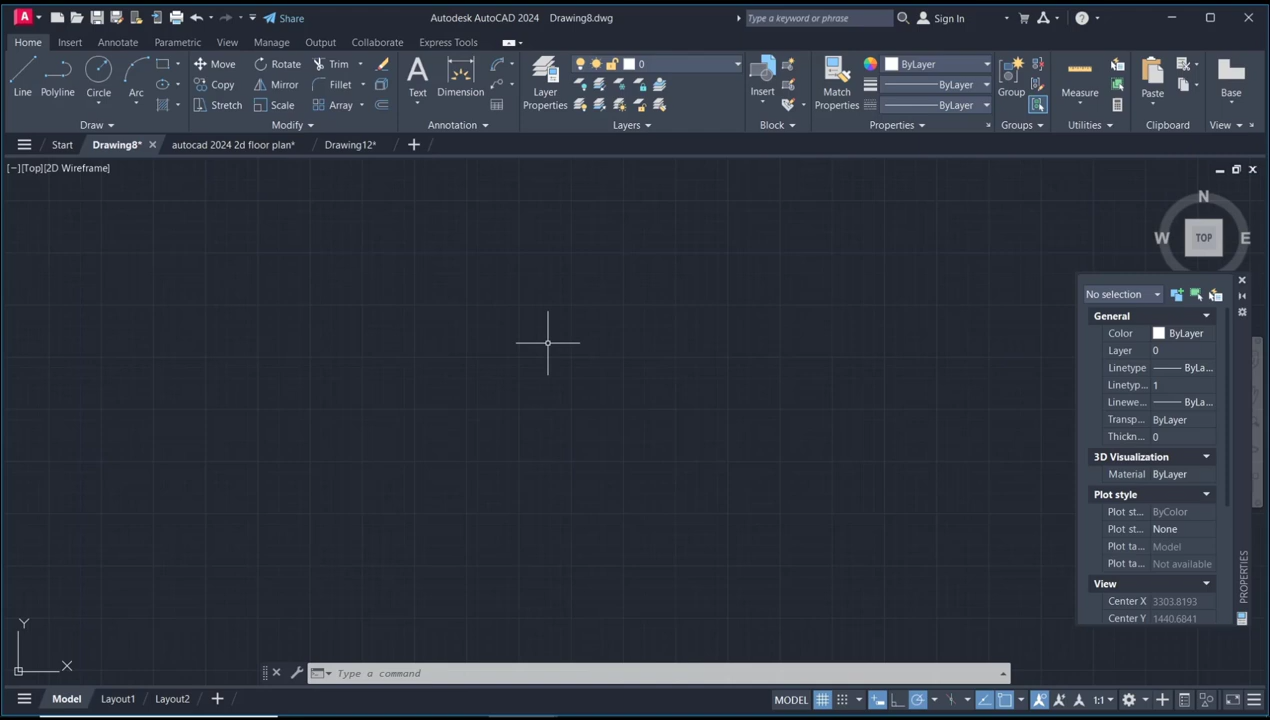 A Share Autodesk AutoCAD 2024 Drawing8.dwg Type a keyword or phrase Sign In
Home Insert Annotate Parametric View Manage Output Collaborate Express Tools
Line Polyline Circle Arc
Move Rotate Trim
Copy Mirror Fillet
Stretch Scale Array
Text Dimension
Layer Properties
0
Insert
Match Properties
ByLayer
ByLayer
ByLayer
Group
Measure
Paste
Base
Draw Modify Annotation Layers Block Properties Groups Utilities Clipboard View
Start Drawing8* autocad 2024 2d floor plan* Drawing12*
[−][Top][2D Wireframe]
N
W TOP E
No selection
General
Color ByLayer
Layer 0
Linetype ByLa...
Linetyp... 1
Linewe... ByLa...
Transp... ByLayer
Thickn... 0
3D Visualization
Material ByLayer
Plot style
Plot st... ByColor
Plot st... None
Plot ta... Model
Plot ta... Not available
View
Center X 3303.8193
Center Y 1440.6841
PROPERTIES
Y
X
Type a command
Model Layout1 Layout2 MODEL 1:1